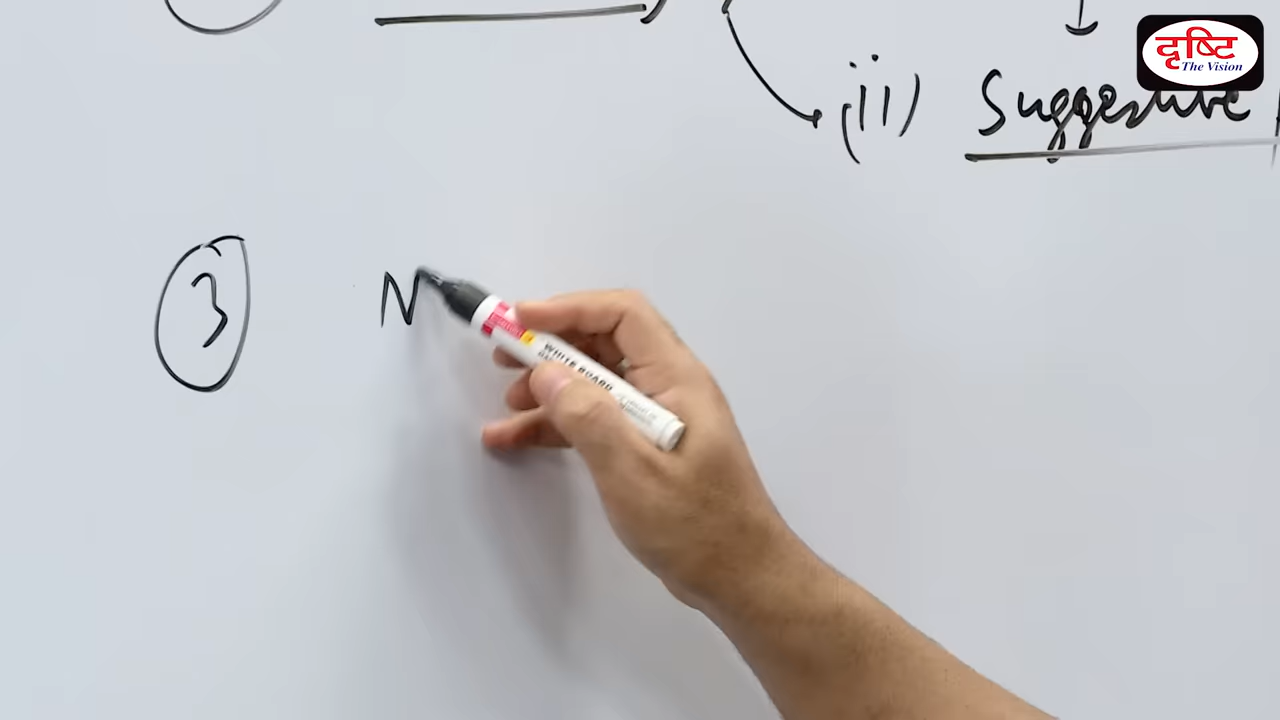 दृष्टि
The Vision
(ii) Suggestive
3 N
WHITE BOARD